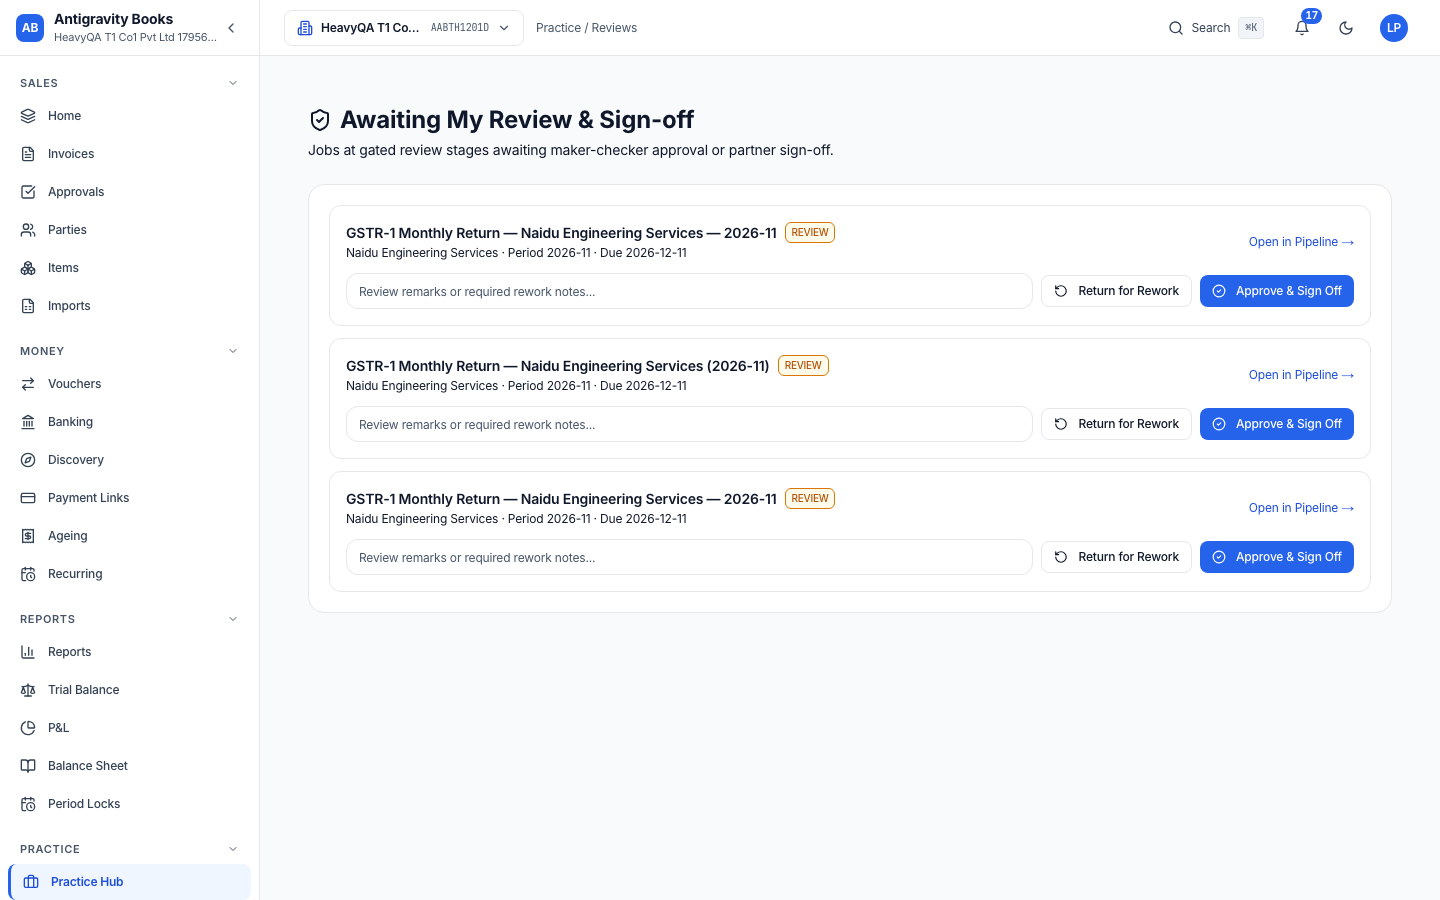 AB
Antigravity Books
HeavyQA T1 Co1 Pvt Ltd 17956...
HeavyQA T1 Co... AABTH1201D
Practice / Reviews
Search ⌘K
17
LP
SALES
Home
Invoices
Approvals
Parties
Items
Imports
MONEY
Vouchers
Banking
Discovery
Payment Links
Ageing
Recurring
REPORTS
Reports
Trial Balance
P&L
Balance Sheet
Period Locks
PRACTICE
Practice Hub
Awaiting My Review & Sign-off
Jobs at gated review stages awaiting maker-checker approval or partner sign-off.
GSTR-1 Monthly Return — Naidu Engineering Services — 2026-11 REVIEW
Naidu Engineering Services · Period 2026-11 · Due 2026-12-11
Open in Pipeline →
Review remarks or required rework notes...
Return for Rework
Approve & Sign Off
GSTR-1 Monthly Return — Naidu Engineering Services (2026-11) REVIEW
Naidu Engineering Services · Period 2026-11 · Due 2026-12-11
Open in Pipeline →
Review remarks or required rework notes...
Return for Rework
Approve & Sign Off
GSTR-1 Monthly Return — Naidu Engineering Services — 2026-11 REVIEW
Naidu Engineering Services · Period 2026-11 · Due 2026-12-11
Open in Pipeline →
Review remarks or required rework notes...
Return for Rework
Approve & Sign Off